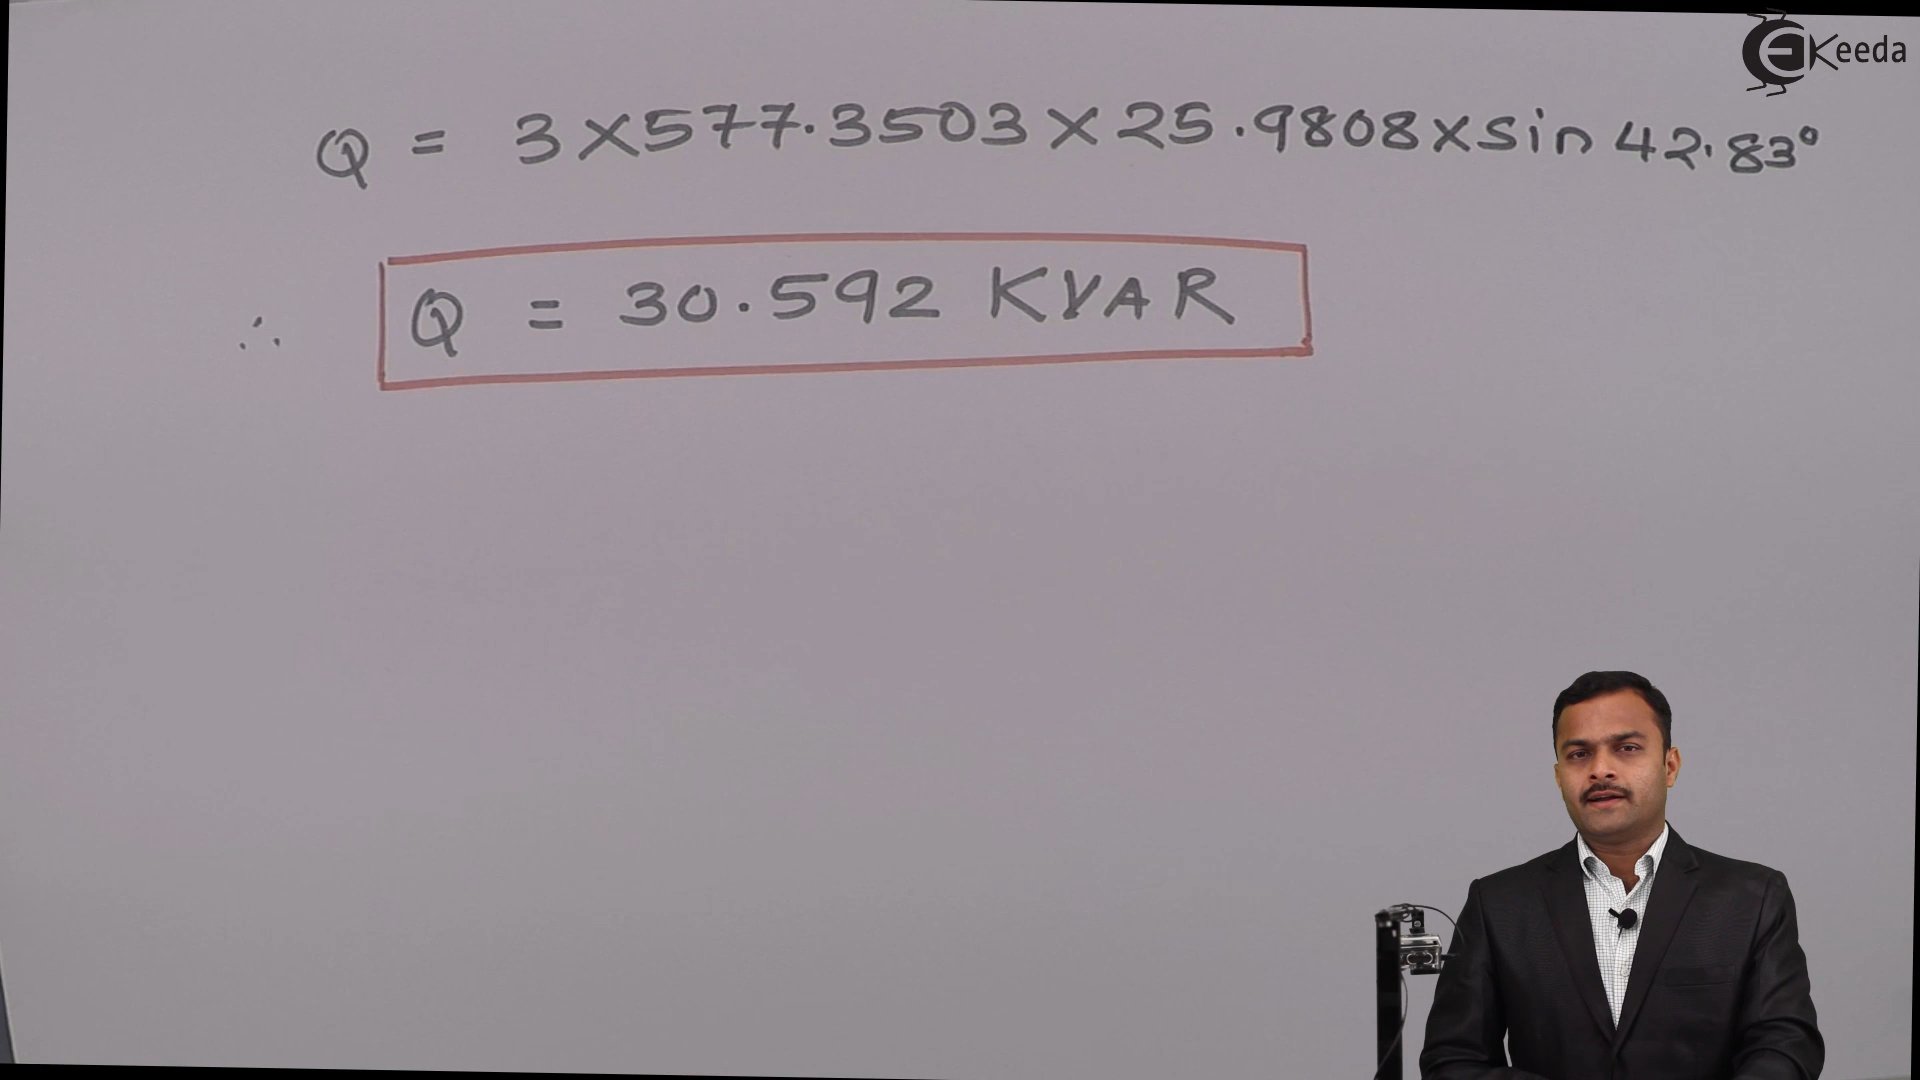 Keeda
Q = 3 X 577.3503 X 25.9808 X sin 42.83°
∴ Q = 30.592 KVAR